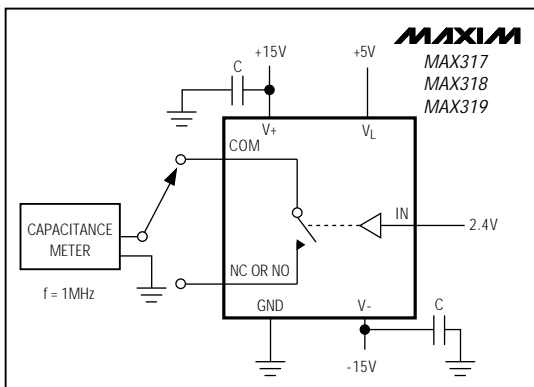 MAXIM
MAX317
MAX318
MAX319
+15V
+5V
C
V+
VL
COM
IN
2.4V
CAPACITANCE
METER
NC OR NO
f = 1MHz
GND
V-
C
-15V